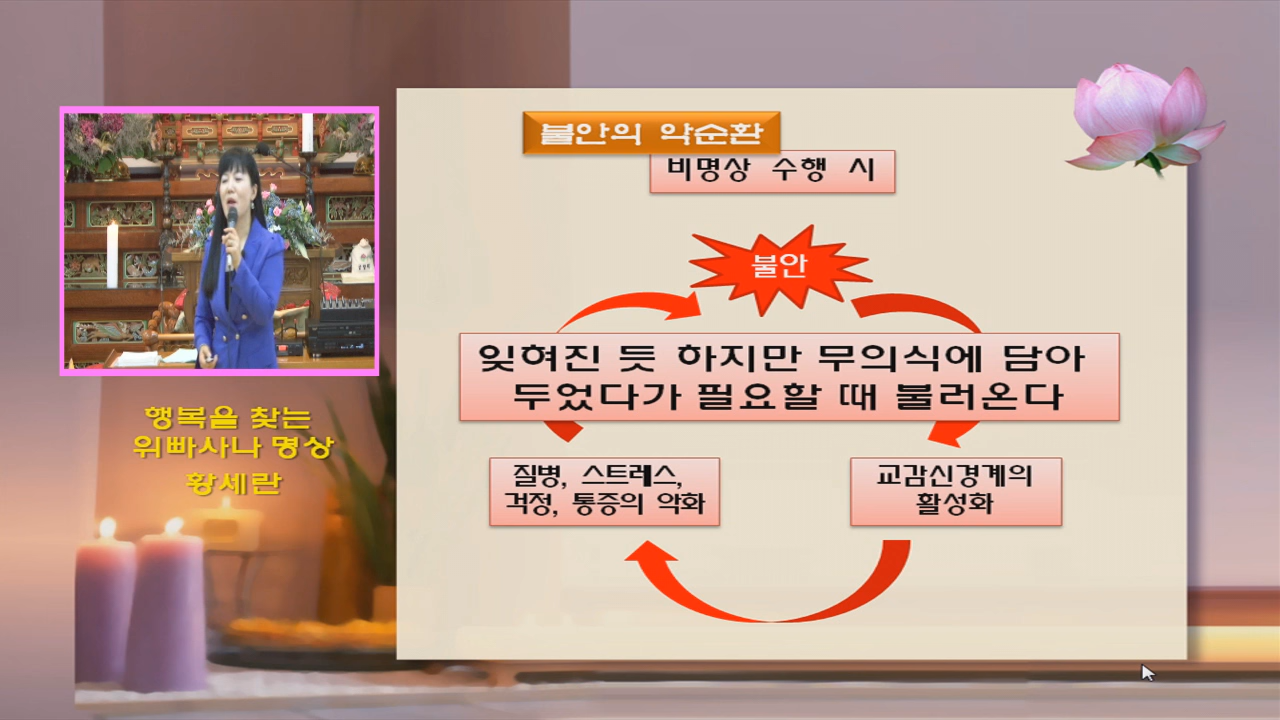 불안의 악순환
비명상 수행 시
불안
잊혀진 듯 하지만 무의식에 담아
두었다가 필요할 때 불러온다
질병, 스트레스,
걱정, 통증의 악화
교감신경계의
활성화
행복을 찾는
위빠사나 명상
황세란